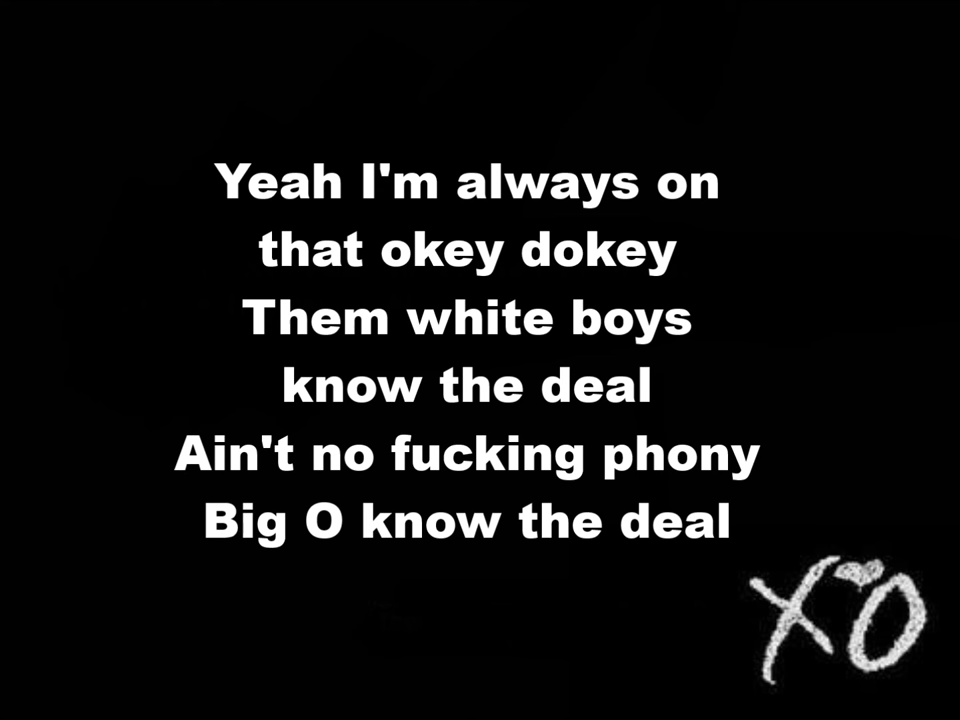 Yeah I'm always on
that okey dokey
Them white boys
know the deal
Ain't no fucking phony
Big O know the deal
XO